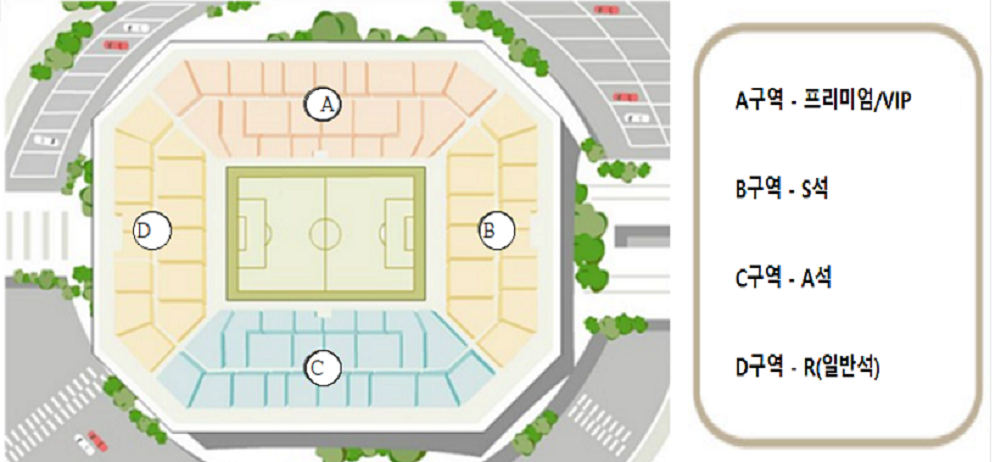 A
D
B
C
A구역 - 프리미엄/VIP
B구역 - S석
C구역 - A석
D구역 - R(일반석)